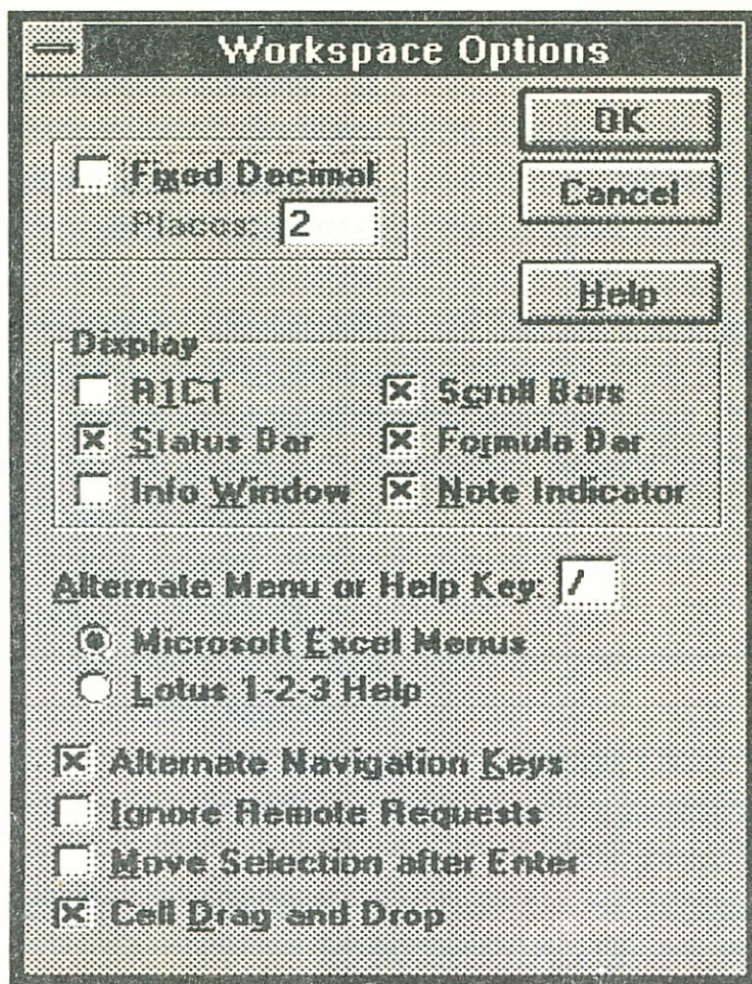 Workspace Options
OK
Fixed Decimal
Cancel
Places: 2
Help
Display
R1C1
Scroll Bars
Status Bar
Formula Bar
Info Window
Note Indicator
Alternate Menu or Help Key: /
Microsoft Excel Menus
Lotus 1-2-3 Help
Alternate Navigation Keys
Ignore Remote Requests
Move Selection after Enter
Cell Drag and Drop